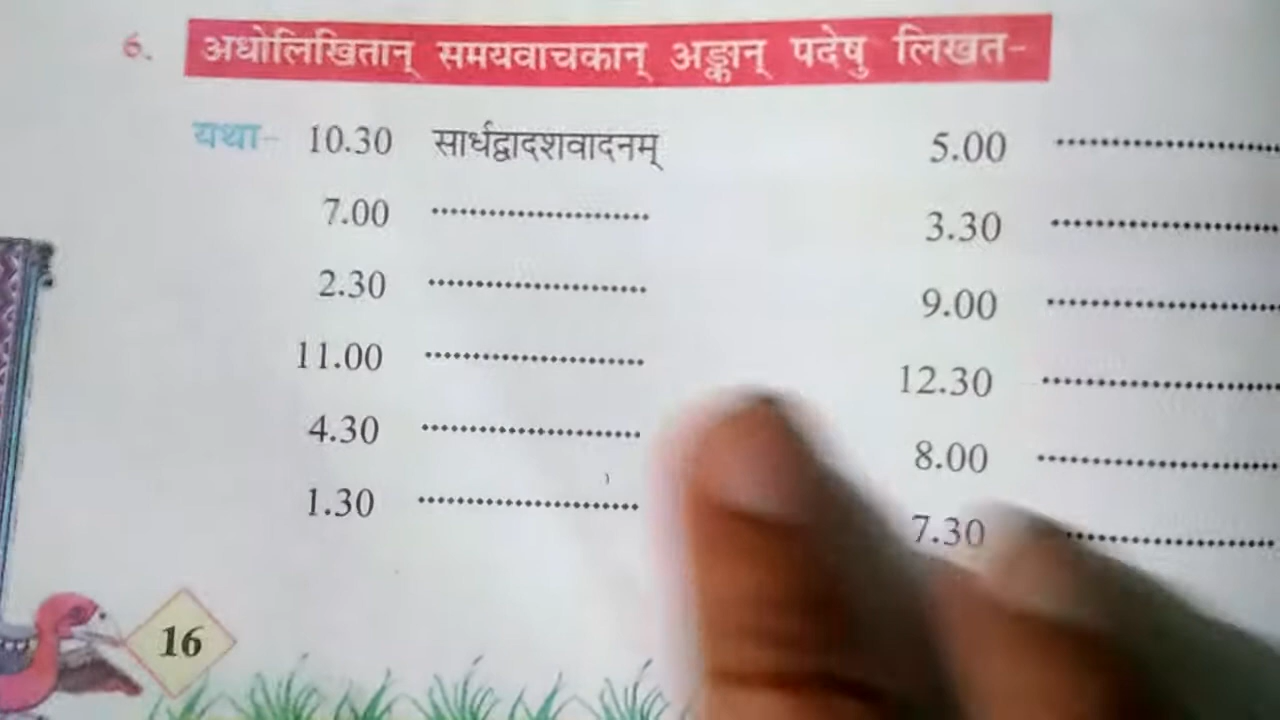 6. अधोलिखितान् समयवाचकान् अङ्कान् पदेषु लिखत-
यथा- 10.30 सार्धद्वादशवादनम् 5.00 ....................
7.00 .................... 3.30 ....................
2.30 .................... 9.00 ....................
11.00 .................... 12.30 ....................
4.30 .................... 8.00 ....................
1.30 .................... 7.30 ....................
16